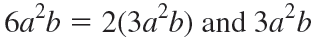 6a²b = 2(3a²b) and 3a²b